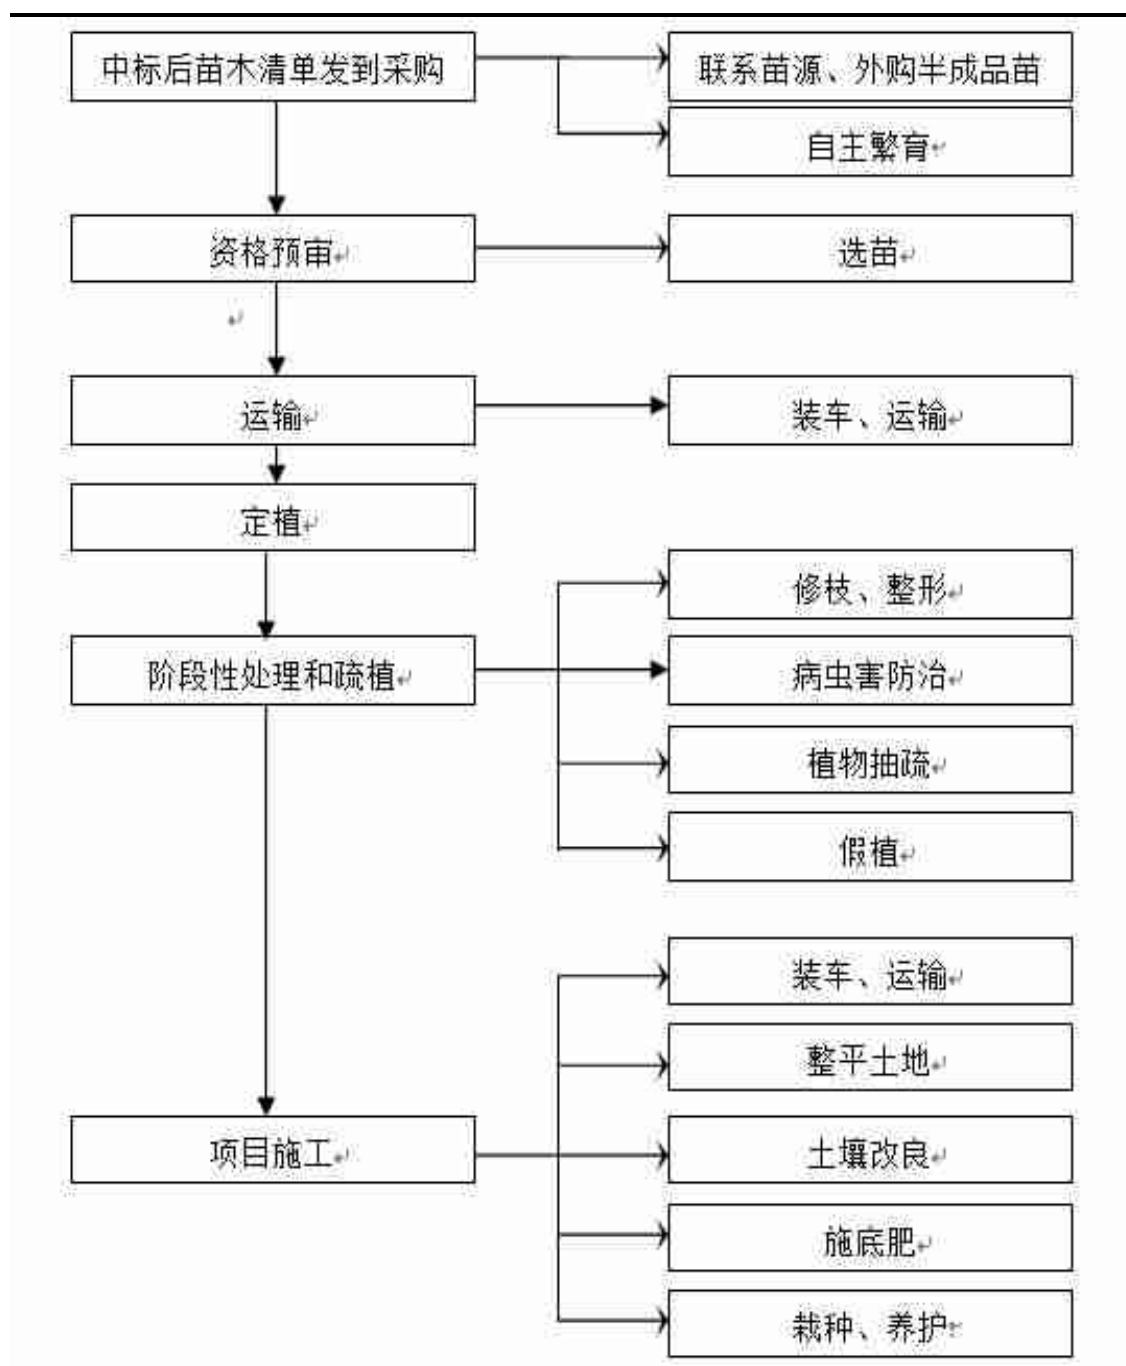 中标后苗木清单发到采购
联系苗源、外购半成品苗
自主繁育
资格预审
选苗
运输
装车、运输
定植
修枝、整形
阶段性处理和疏植
病虫害防治
植物抽疏
假植
装车、运输
整平土地
项目施工
土壤改良
施底肥
栽种、养护